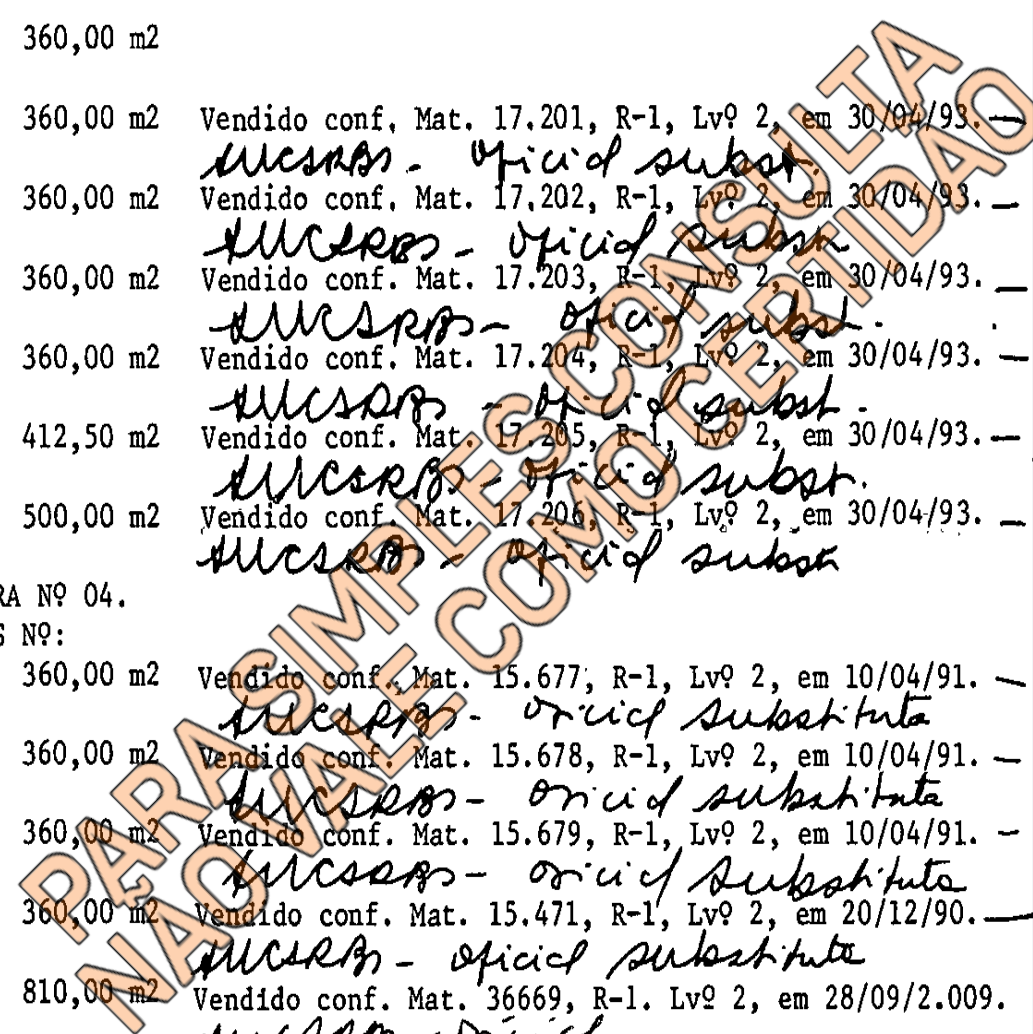 360,00 m2
360,00 m2 Vendido conf. Mat. 17.201, R-1, Lvº 2, em 30/04/93.
Oficial subst.
360,00 m2 Vendido conf. Mat. 17.202, R-1, Lvº 2, em 30/04/93.
Oficial subst
360,00 m2 Vendido conf. Mat. 17.203, R-1, Lvº 2, em 30/04/93.
Oficial subst.
360,00 m2 Vendido conf. Mat. 17.204, R-1, Lvº 2, em 30/04/93.
Oficial subst.
412,50 m2 Vendido conf. Mat. 17.205, R-1, Lvº 2, em 30/04/93.
Oficial subst.
500,00 m2 Vendido conf. Mat. 17.206, R-1, Lvº 2, em 30/04/93.
Oficial subst
RA Nº 04.
S Nº:
360,00 m2 Vendido conf. Mat. 15.677, R-1, Lvº 2, em 10/04/91.
Oficial substituta
360,00 m2 Vendido conf. Mat. 15.678, R-1, Lvº 2, em 10/04/91.
Oficial substituta
360,00 m2 Vendido conf. Mat. 15.679, R-1, Lvº 2, em 10/04/91.
Oficial substituta
360,00 m2 Vendido conf. Mat. 15.471, R-1, Lvº 2, em 20/12/90.
Oficial substituta
810,00 m2 Vendido conf. Mat. 36669, R-1. Lvº 2, em 28/09/2.009.
PARA SIMPLES CONSULTA
NÃO VALE COMO CERTIDÃO